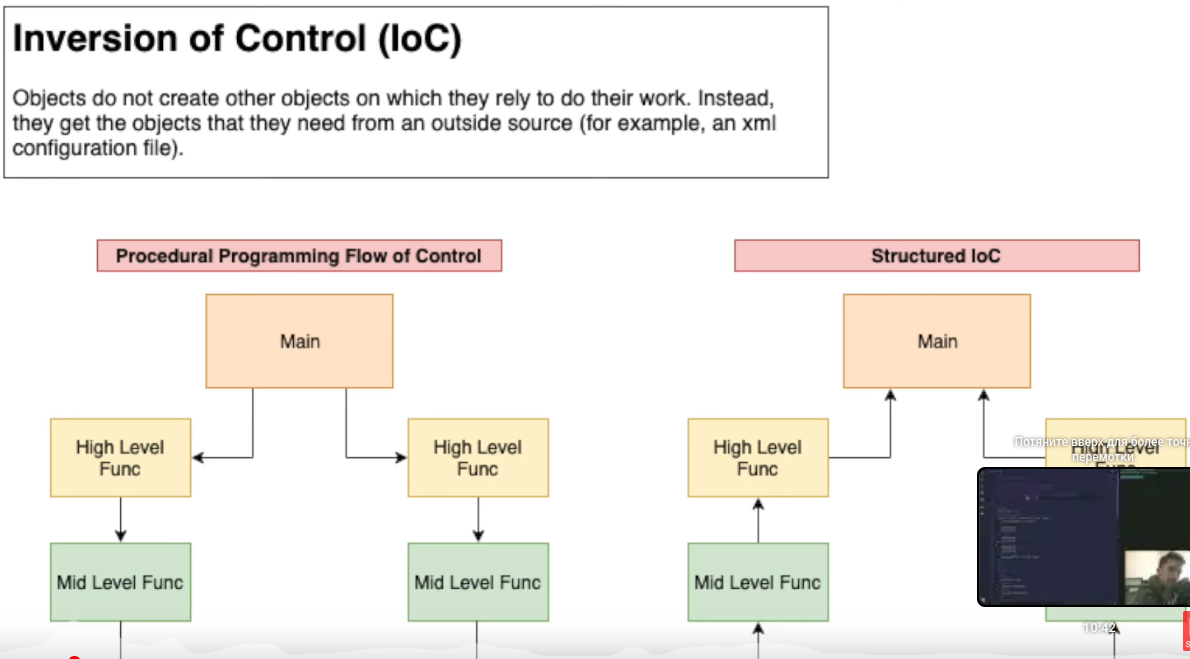 Inversion of Control (IoC)
Objects do not create other objects on which they rely to do their work. Instead,
they get the objects that they need from an outside source (for example, an xml
configuration file).
Procedural Programming Flow of Control
Structured IoC
Main
Main
High Level
Func
High Level
Func
High Level
Func
High Level
Func
Потяните вверх для более
перемотки
Mid Level Func
Mid Level Func
Mid Level Func
10:42